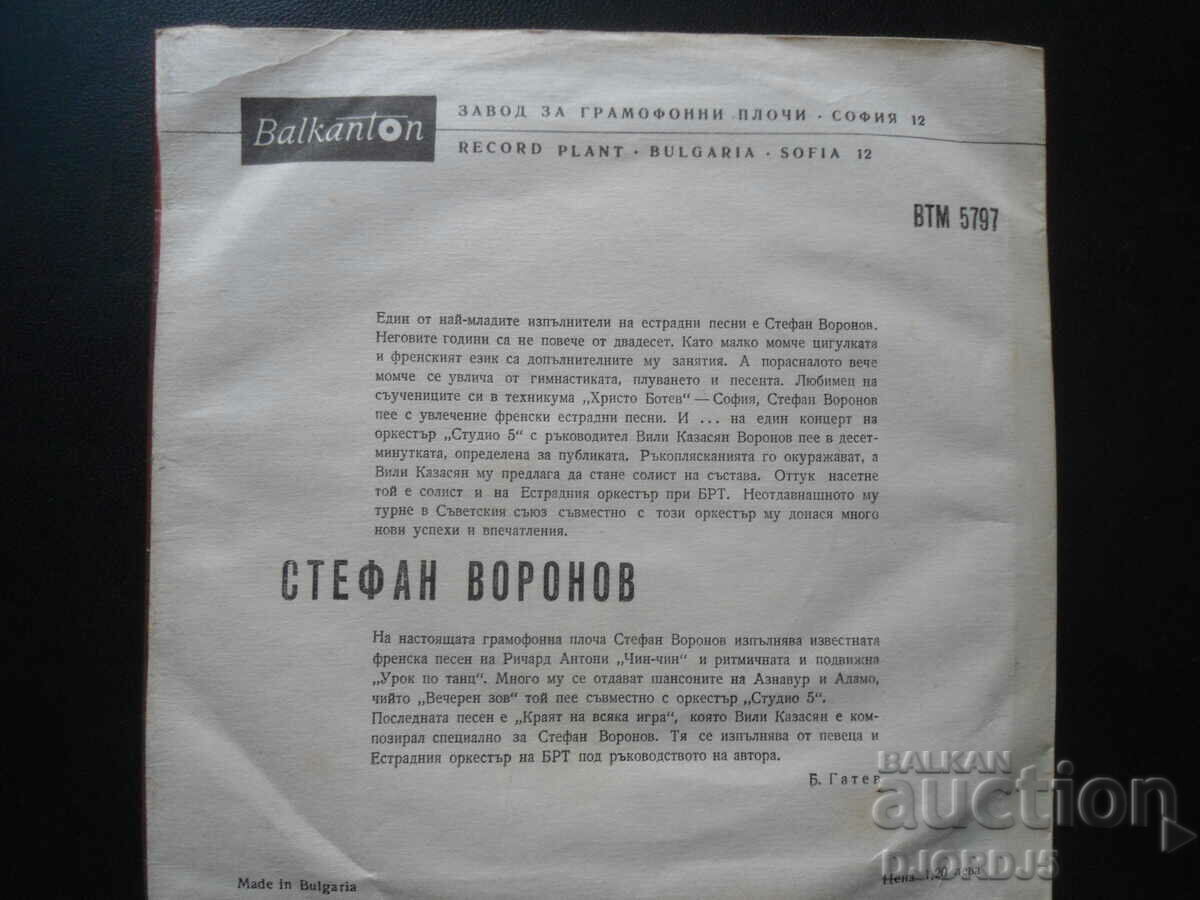 Balkanton
ЗАВОД ЗА ГРАМОФОННИ ПЛОЧИ · СОФИЯ 12
RECORD PLANT · BULGARIA · SOFIA 12
ВТМ 5797
Един от най-младите изпълнители на естрадни песни е Стефан Воронов.
Неговите години са не повече от двадесет. Като малко момче цигулката
и френският език са допълнителните му занятия. А порасналото вече
момче се увлича от гимнастиката, плуването и песента. Любимец на
съучениците си в техникума „Христо Ботев“ — София, Стефан Воронов
пее с увлечение френски естрадни песни. И ... на един концерт на
оркестър „Студио 5“ с ръководител Вили Казасян Воронов пее в десет-
минутката, определена за публиката. Ръкоплясканията го окуражават, а
Вили Казасян му предлага да стане солист на състава. Оттук насетне
той е солист и на Естрадния оркестър при БРТ. Неотдавнашното му
турне в Съветския съюз съвместно с този оркестър му донася много
нови успехи и впечатления.
СТЕФАН ВОРОНОВ
На настоящата грамофонна плоча Стефан Воронов изпълнява известната
френска песен на Ричард Антони „Чин-чин“ и ритмичната и подвижна
„Урок по танц“. Много му се отдават шансоните на Азнавур и Адамо,
чийто „Вечерен зов“ той пее съвместно с оркестър „Студио 5“.
Последната песен е „Краят на всяка игра“, която Вили Казасян е ком-
позирал специално за Стефан Воронов. Тя се изпълнява от певеца и
Естрадния оркестър на БРТ под ръководството на автора.
Б. Гатев
Made in Bulgaria
Цена 1,20 лева
BALKAN
auction
DJORDJ5